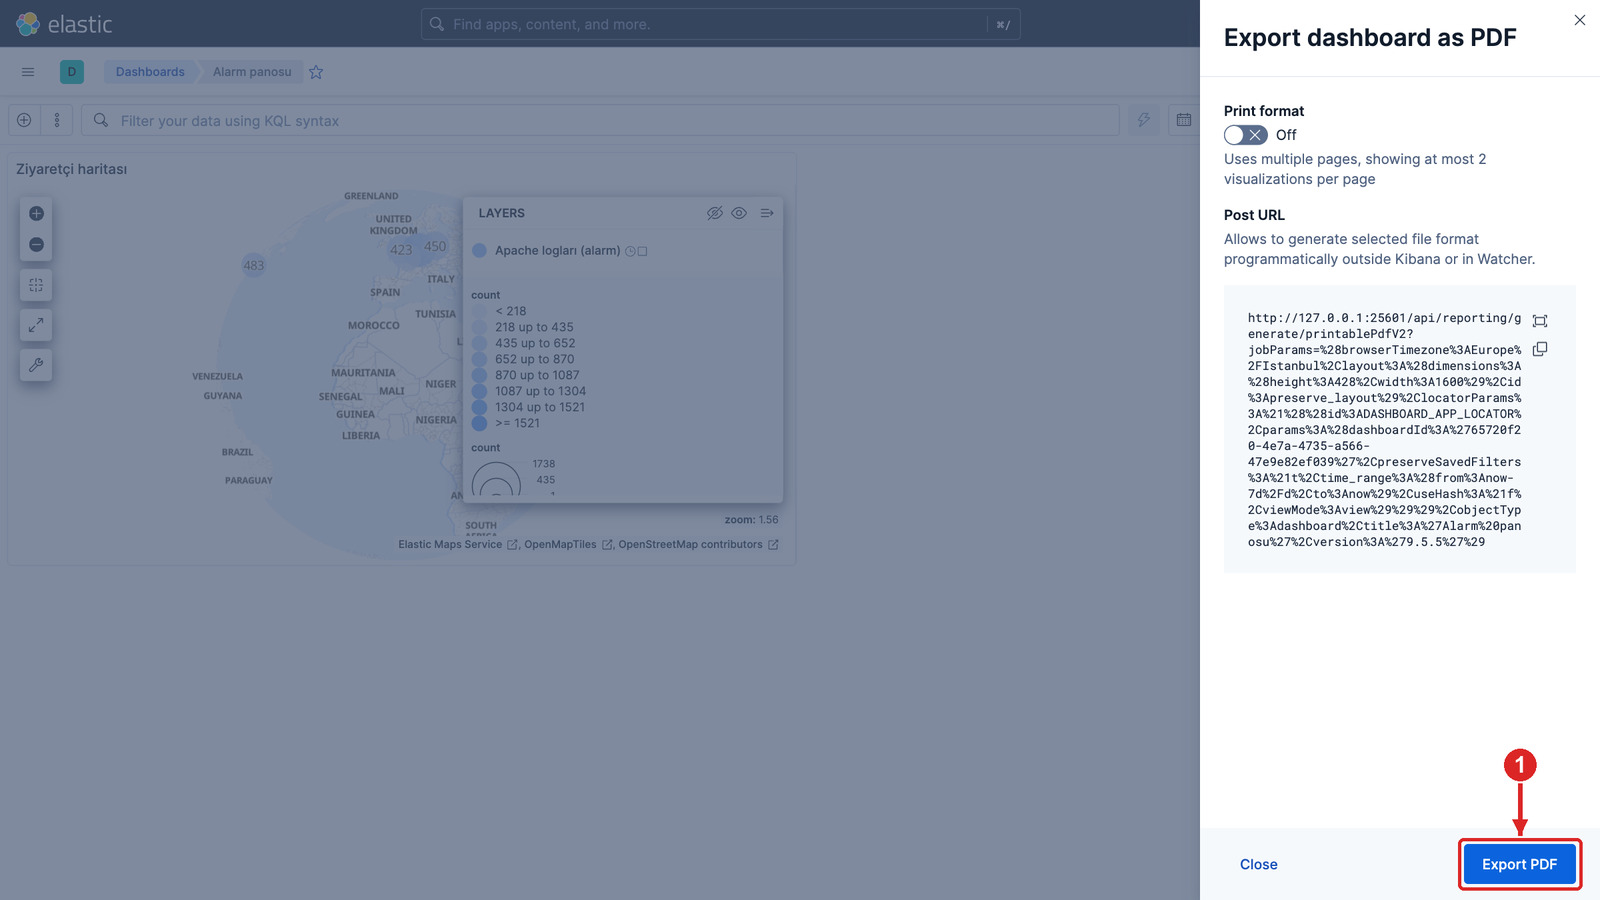 elastic
Find apps, content, and more.
⌘/
D
Dashboards
Alarm panosu
Filter your data using KQL syntax
Ziyaretçi haritası
GREENLAND
UNITED
KINGDOM
423
450
483
ITALY
SPAIN
TUNISIA
MOROCCO
L
VENEZUELA
MAURITANIA
GUYANA
MALI
NIGER
SENEGAL
GUINEA
NIGERIA
LIBERIA
BRAZIL
PARAGUAY
AN
SOUTH
AFRICA
LAYERS
Apache logları (alarm)
count
< 218
218 up to 435
435 up to 652
652 up to 870
870 up to 1087
1087 up to 1304
1304 up to 1521
>= 1521
count
1738
435
1
zoom: 1.56
Elastic Maps Service , OpenMapTiles , OpenStreetMap contributors
Export dashboard as PDF
Print format
Off
Uses multiple pages, showing at most 2
visualizations per page
Post URL
Allows to generate selected file format
programmatically outside Kibana or in Watcher.
http://127.0.0.1:25601/api/reporting/g
enerate/printablePdfV2?
jobParams=%28browserTimezone%3AEurope%
2FIstanbul%2Clayout%3A%28dimensions%3A
%28height%3A428%2Cwidth%3A1600%29%2Cid
%3Apreserve_layout%29%2ClocatorParams%
3A%21%28%28id%3ADASHBOARD_APP_LOCATOR%
2Cparams%3A%28dashboardId%3A%2765720f2
0-4e7a-4735-a566-
47e9e82ef039%27%2CpreserveSavedFilters
%3A%21t%2Ctime_range%3A%28from%3Anow-
7d%2Fd%2Cto%3Anow%29%2CuseHash%3A%21f%
2CviewMode%3Aview%29%29%29%2CobjectTyp
e%3Adashboard%2Ctitle%3A%27Alarm%20pan
osu%27%2Cversion%3A%279.5.5%27%29
1
Close
Export PDF